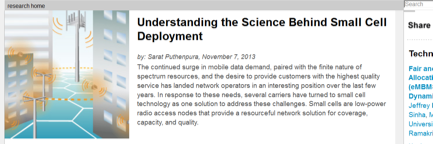 research home
Search
Understanding the Science Behind Small Cell
Deployment
by: Sarat Puthenpura, November 7, 2013
The continued surge in mobile data demand, paired with the finite nature of
spectrum resources, and the desire to provide customers with the highest quality
service has landed network operators in an interesting position over the last few
years. In response to these needs, several carriers have turned to small cell
technology as one solution to address these challenges. Small cells are low-power
radio access nodes that provide a resourceful network solution for coverage,
capacity, and quality.
Share
Techn
Fair an
Allocati
(eMBM
Dynami
Jeffrey
Sinha, M
Universi
Ramakri